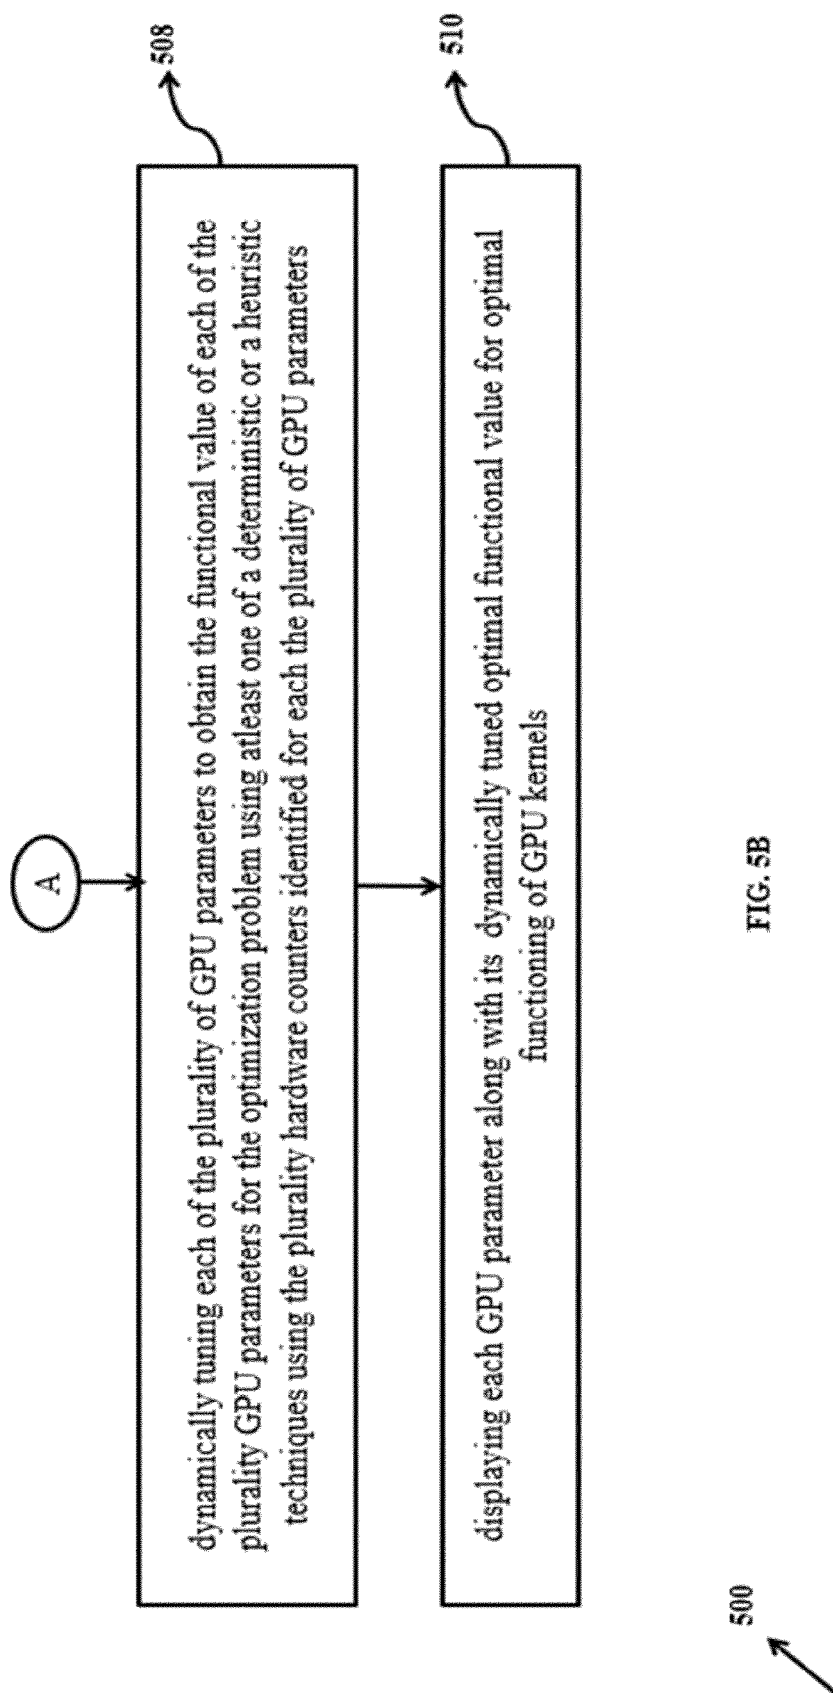 A
508
dynamically tuning each of the plurality of GPU parameters to obtain the functional value of each of the
plurality GPU parameters for the optimization problem using atleast one of a deterministic or a heuristic
techniques using the plurality hardware counters identified for each the plurality of GPU parameters
510
displaying each GPU parameter along with its dynamically tuned optimal functional value for optimal
functioning of GPU kernels
500
FIG. 5B